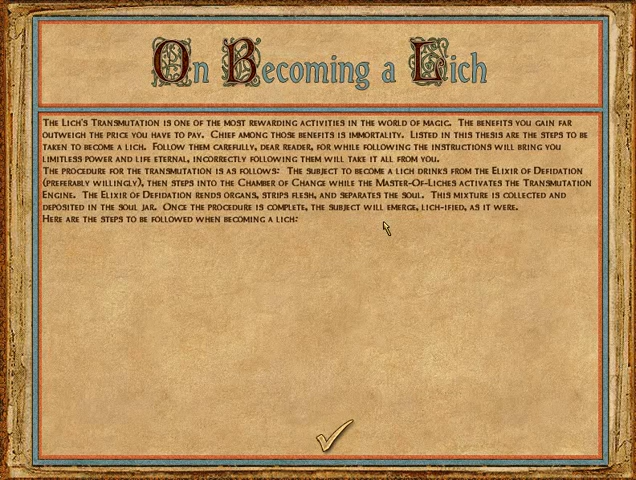 On Becoming a Lich
The Lich's Transmutation is one of the most rewarding activities in the world of magic. The benefits you gain far
outweigh the price you have to pay. Chief among those benefits is immortality. Listed in this thesis are the steps to be
taken to become a lich. Follow them carefully, dear reader, for while following the instructions will bring you
limitless power and life eternal, incorrectly following them will take it all from you.
The procedure for the transmutation is as follows: The subject to become a lich drinks from the Elixir of Defidation
(preferably willingly), then steps into the Chamber of Change while the Master-Of-Liches activates the Transmutation
Engine. The Elixir of Defidation rends organs, strips flesh, and separates the soul. This mixture is collected and
deposited in the soul jar. Once the procedure is complete, the subject will emerge, lich-ified, as it were.
Here are the steps to be followed when becoming a lich: